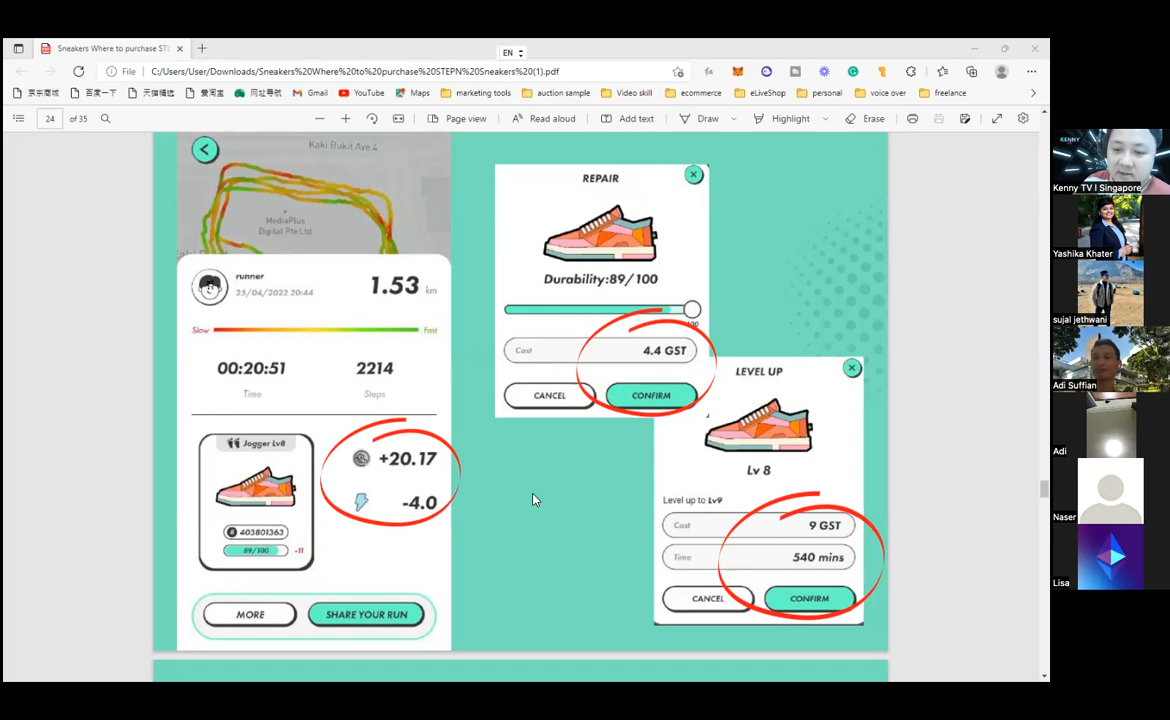 Sneakers Where to purchase STE
EN
File
C:/Users/User/Downloads/Sneakers%20Where%20to%20purchase%20STEPN%20Sneakers%20(1).pdf
京东商城
百度一下
天猫精选
爱淘宝
网址导航
Gmail
YouTube
Maps
marketing tools
auction sample
Video skill
ecommerce
eLiveShop
personal
voice over
freelance
24 of 35
Page view
Read aloud
Add text
Draw
Highlight
Erase
Kaki Bukit Ave 4
MediaPlus
Digital Pte Ltd
runner
25/04/2022 20:44
1.53 km
Slow
Fast
00:20:51
2214
Time
Steps
Jogger Lv8
+20.17
-4.0
403801363
89/100
-11
MORE
SHARE YOUR RUN
REPAIR
Durability:89/100
100
Cost
4.4 GST
CANCEL
CONFIRM
LEVEL UP
Lv 8
Level up to Lv9
Cost
9 GST
Time
540 mins
CANCEL
CONFIRM
KENNY
Kenny TV l Singapore
Yashika Khater
sujal jethwani
Adi Suffian
Adi
Naser
Lisa